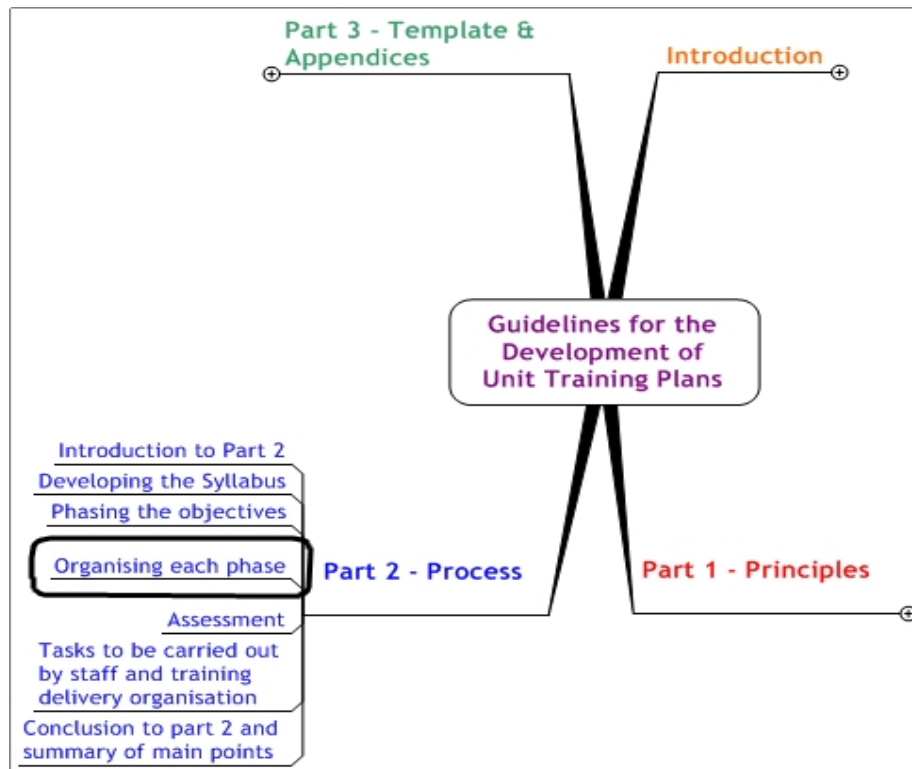 Part 3 - Template &
Appendices
Introduction
Guidelines for the
Development of
Unit Training Plans
Introduction to Part 2
Developing the Syllabus
Phasing the objectives
Organising each phase
Part 2 - Process
Part 1 - Principles
Assessment
Tasks to be carried out
by staff and training
delivery organisation
Conclusion to part 2 and
summary of main points